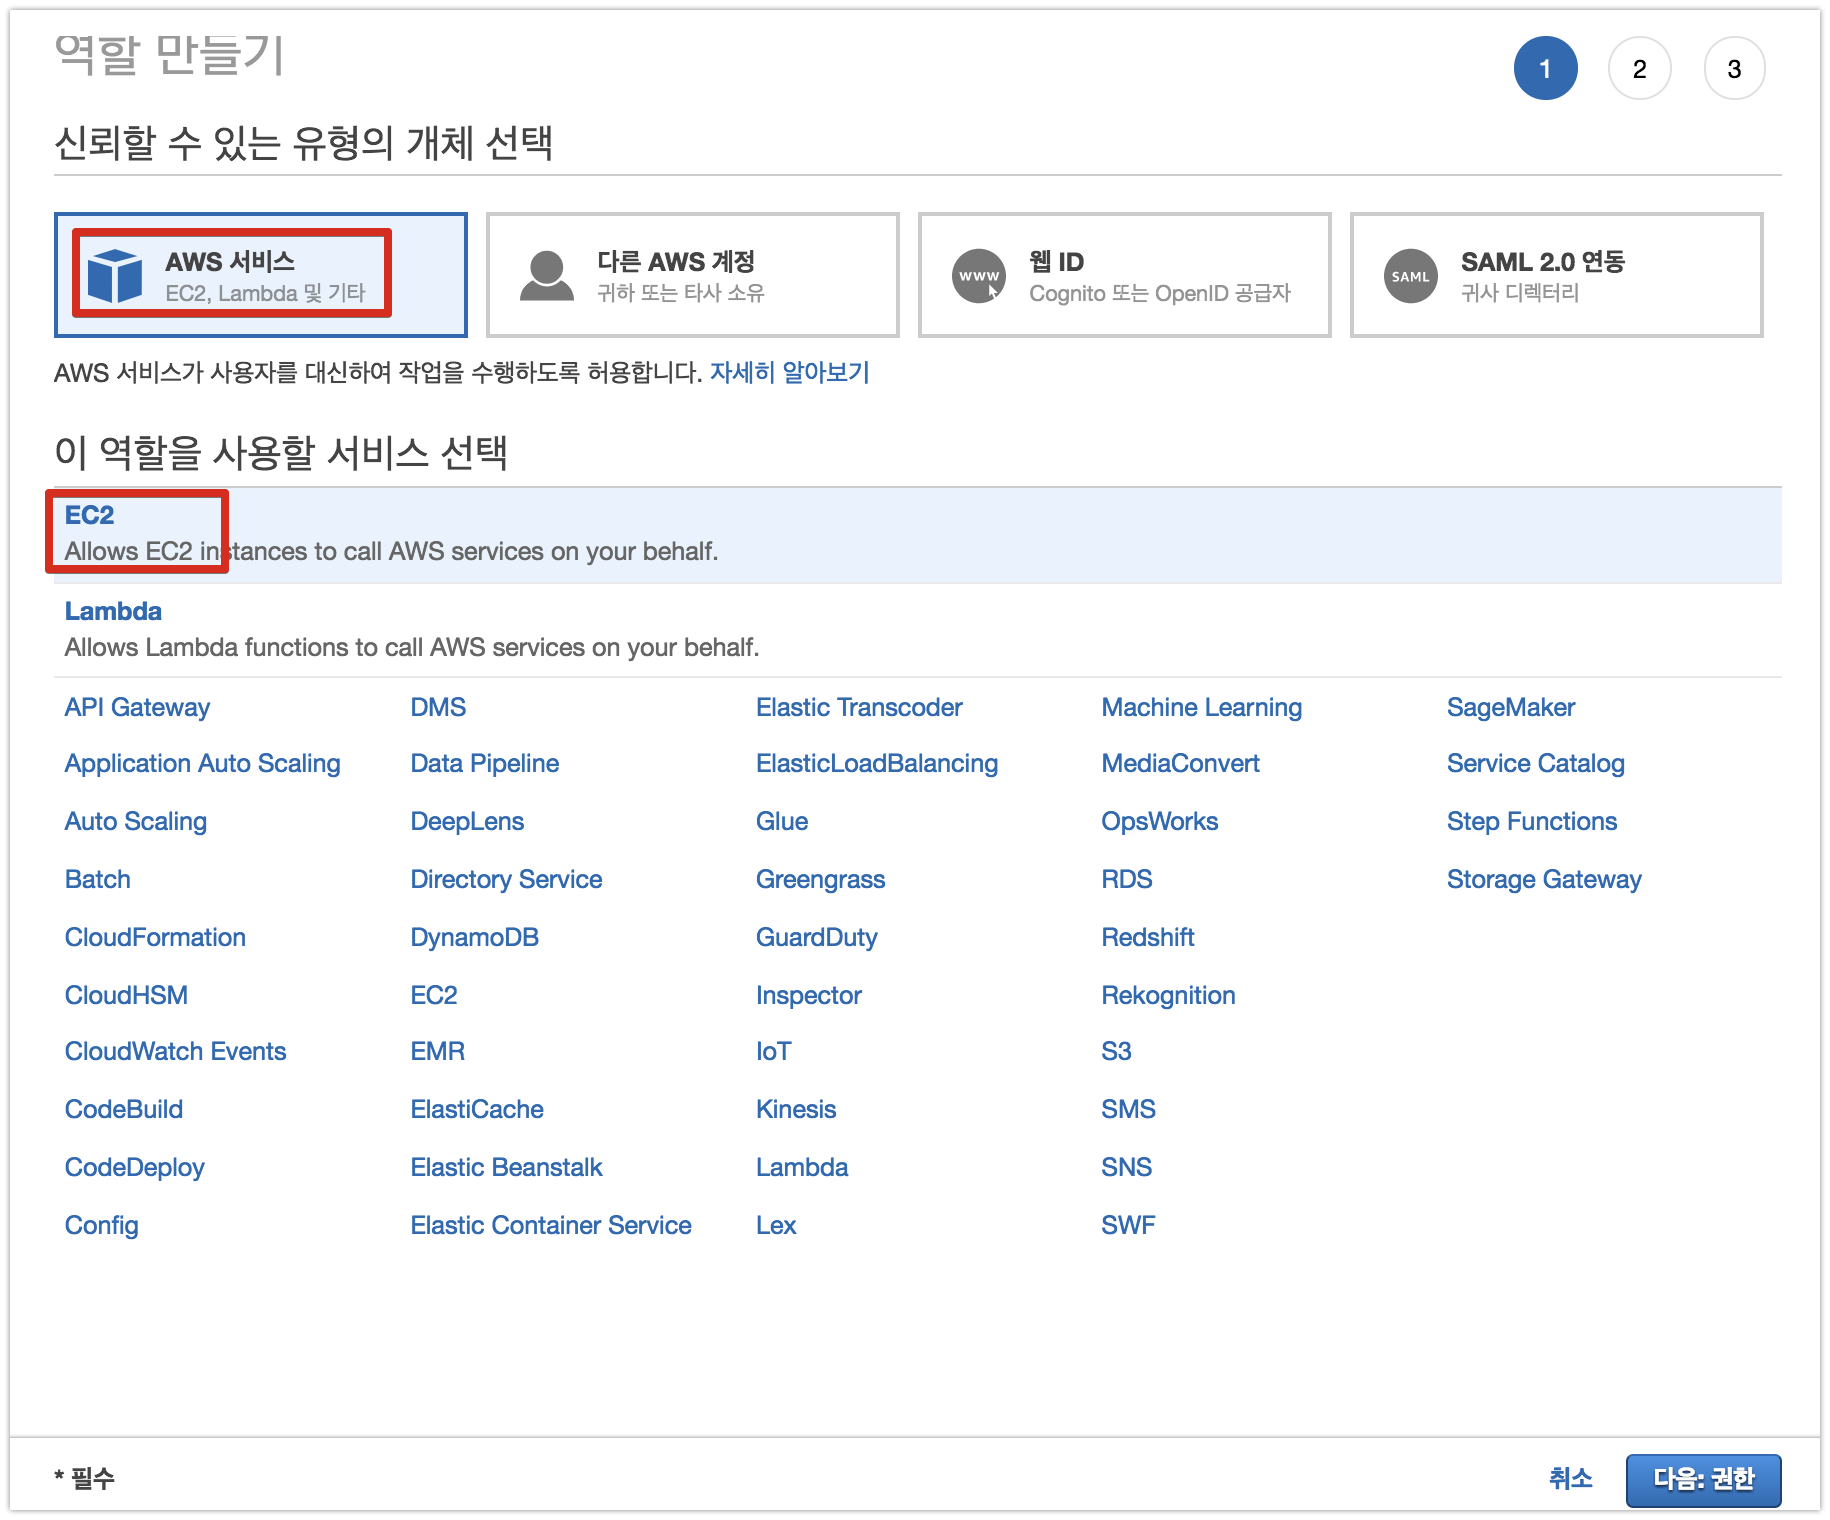 역할 만들기
1 2 3
신뢰할 수 있는 유형의 개체 선택
AWS 서비스
EC2, Lambda 및 기타
다른 AWS 계정
귀하 또는 타사 소유
www
웹 ID
Cognito 또는 OpenID 공급자
SAML
SAML 2.0 연동
귀사 디렉터리
AWS 서비스가 사용자를 대신하여 작업을 수행하도록 허용합니다. 자세히 알아보기
이 역할을 사용할 서비스 선택
EC2
Allows EC2 instances to call AWS services on your behalf.
Lambda
Allows Lambda functions to call AWS services on your behalf.
API Gateway DMS Elastic Transcoder Machine Learning SageMaker
Application Auto Scaling Data Pipeline ElasticLoadBalancing MediaConvert Service Catalog
Auto Scaling DeepLens Glue OpsWorks Step Functions
Batch Directory Service Greengrass RDS Storage Gateway
CloudFormation DynamoDB GuardDuty Redshift
CloudHSM EC2 Inspector Rekognition
CloudWatch Events EMR IoT S3
CodeBuild ElastiCache Kinesis SMS
CodeDeploy Elastic Beanstalk Lambda SNS
Config Elastic Container Service Lex SWF
* 필수 취소 다음: 권한